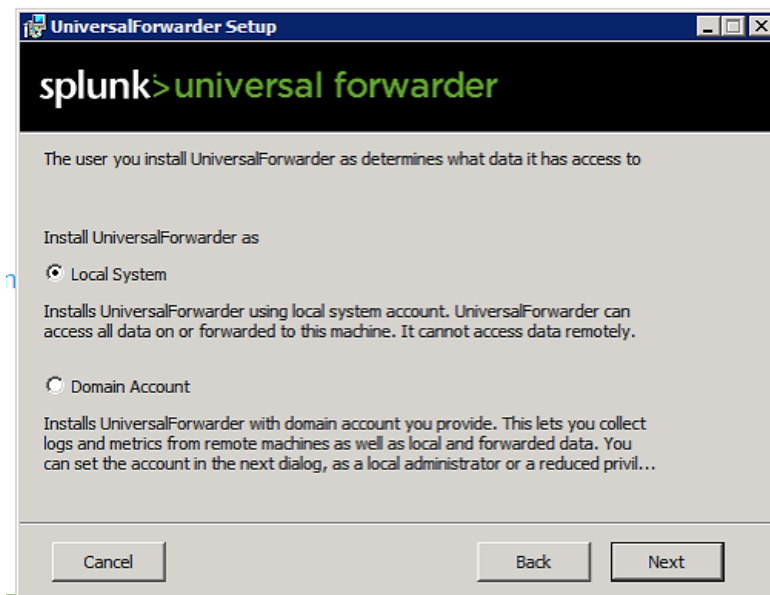 UniversalForwarder Setup
splunk>universal forwarder
The user you install UniversalForwarder as determines what data it has access to
Install UniversalForwarder as
Local System
Installs UniversalForwarder using local system account. UniversalForwarder can
access all data on or forwarded to this machine. It cannot access data remotely.
Domain Account
Installs UniversalForwarder with domain account you provide. This lets you collect
logs and metrics from remote machines as well as local and forwarded data. You
can set the account in the next dialog, as a local administrator or a reduced privil...
Cancel
Back
Next